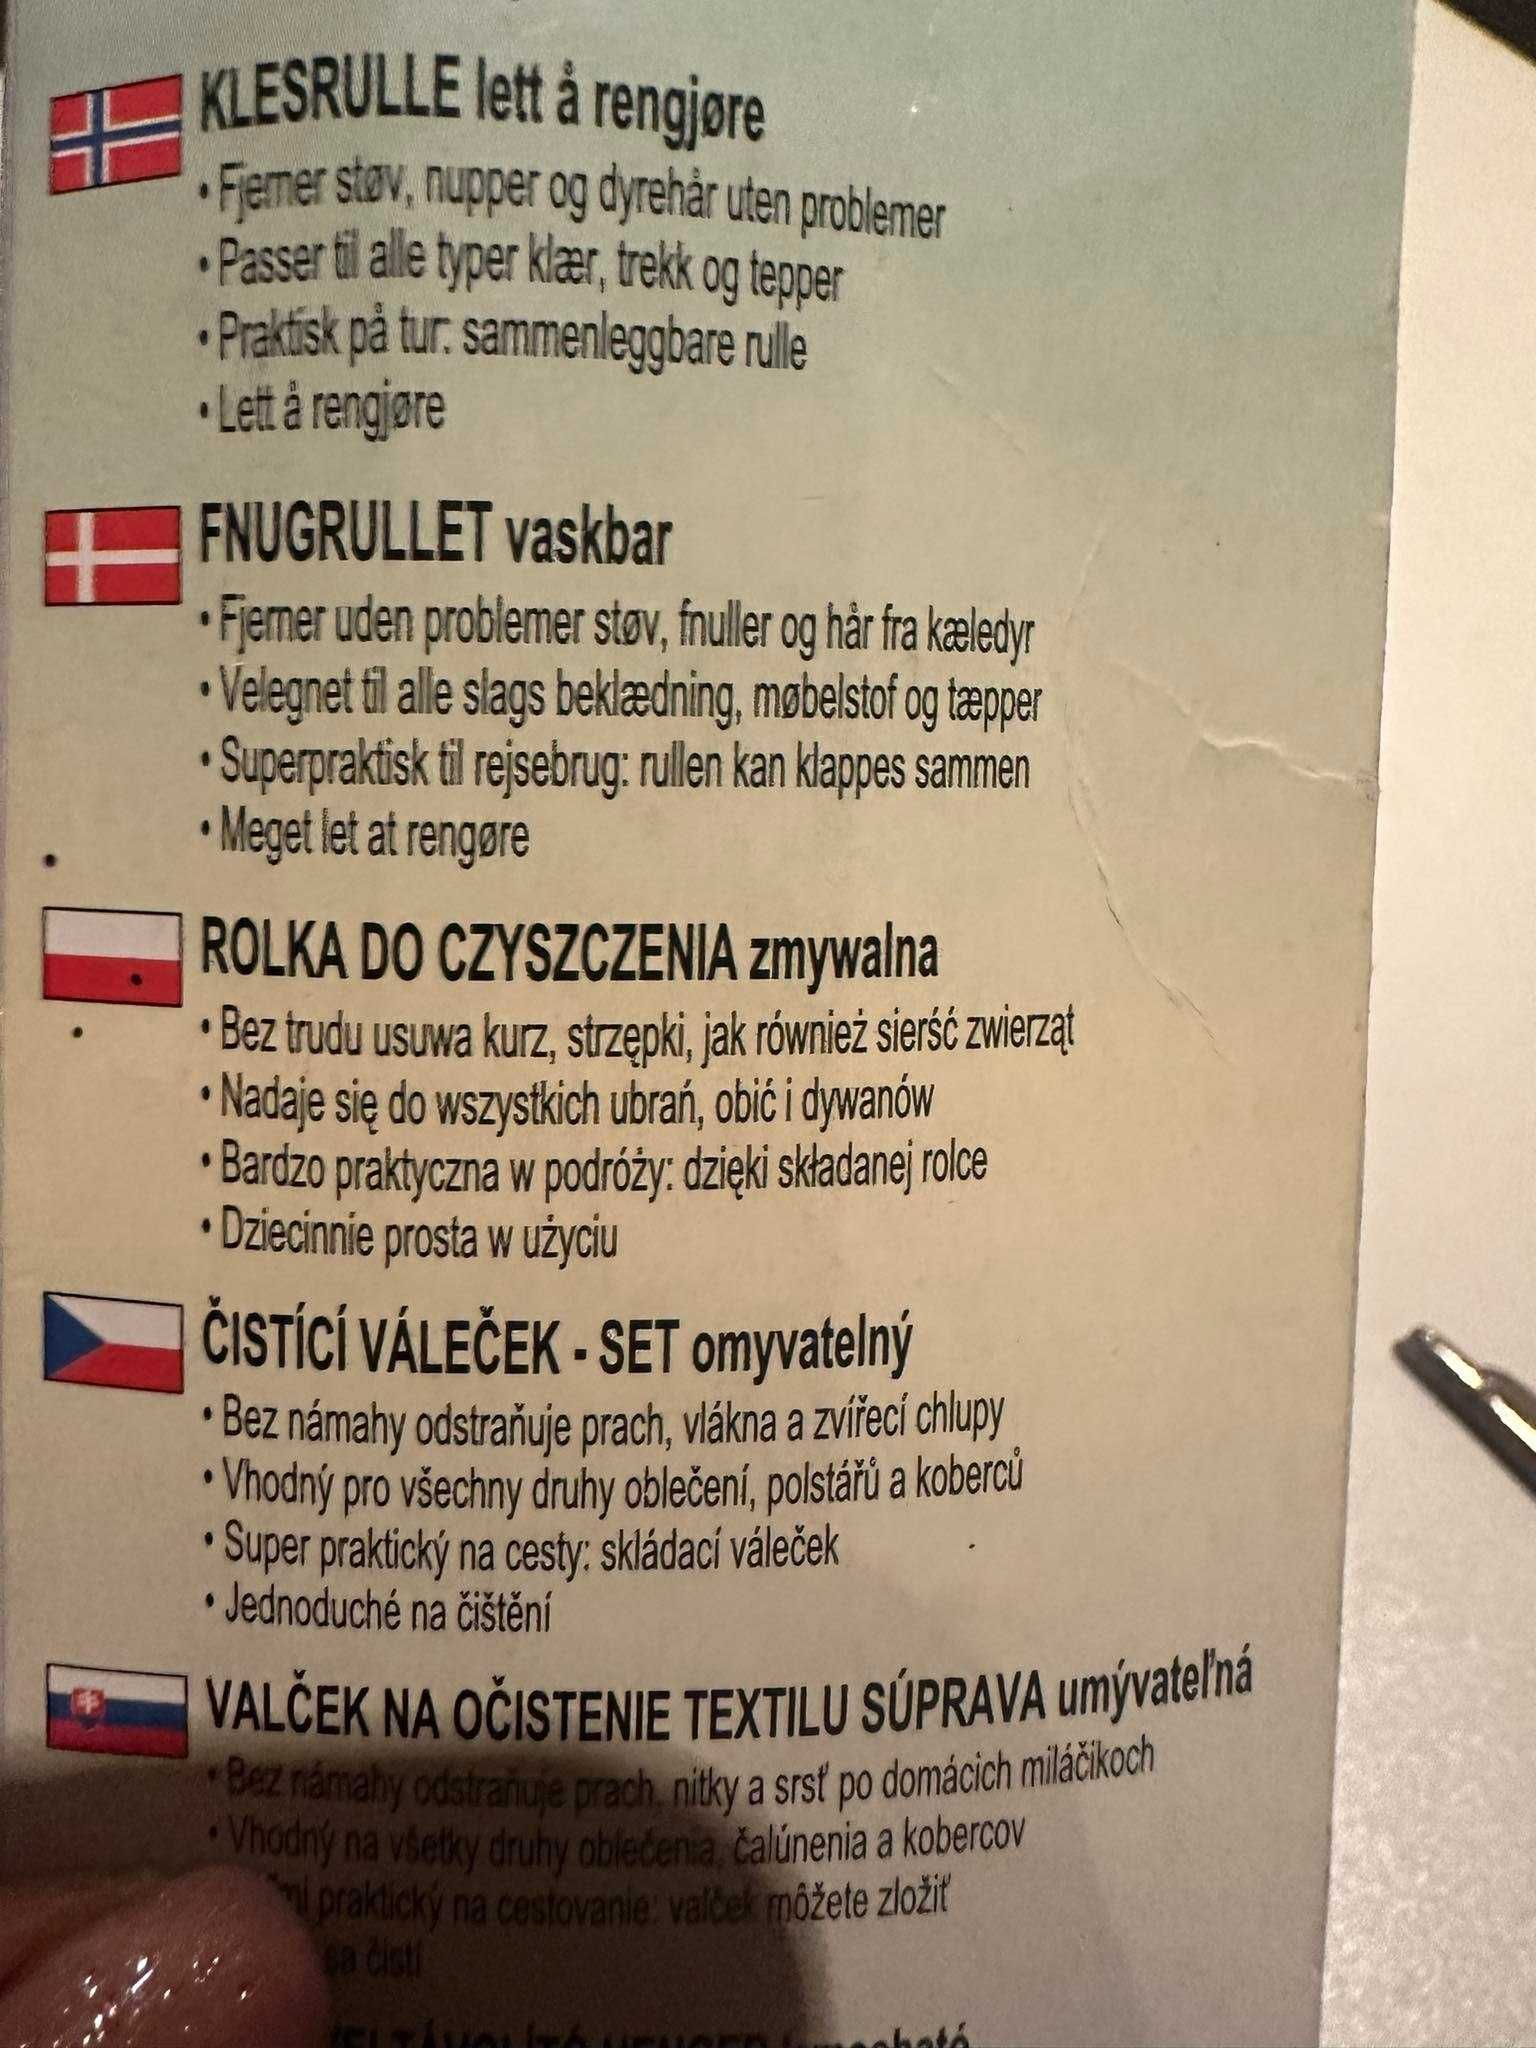 KLESRULLE lett å rengjøre
• Fjerner støv, nupper og dyrehår uten problemer
• Passer til alle typer klær, trekk og tepper
• Praktisk på tur: sammenleggbare rulle
• Lett å rengjøre
FNUGRULLET vaskbar
• Fjerner uden problemer støv, fnuller og hår fra kæledyr
• Velegnet til alle slags beklædning, møbelstof og tæpper
• Superpraktisk til rejsebrug: rullen kan klappes sammen
• Meget let at rengøre
ROLKA DO CZYSZCZENIA zmywalna
• Bez trudu usuwa kurz, strzępki, jak również sierść zwierząt
• Nadaje się do wszystkich ubrań, obić i dywanów
• Bardzo praktyczna w podróży: dzięki składanej rolce
• Dziecinnie prosta w użyciu
ČISTÍCÍ VÁLEČEK - SET omyvatelný
• Bez námahy odstraňuje prach, vlákna a zvířecí chlupy
• Vhodný pro všechny druhy oblečení, polstářů a koberců
• Super praktický na cesty: skládací váleček
• Jednoduché na čištění
VALČEK NA OČISTENIE TEXTILU SÚPRAVA umývateľná
• Bez námahy odstraňuje prach, nitky a srsť po domácich miláčikoch
• Vhodný na všetky druhy oblečenia, čalúnenia a kobercov
praktický na cestovanie: valček môžete zložiť
sa čistí